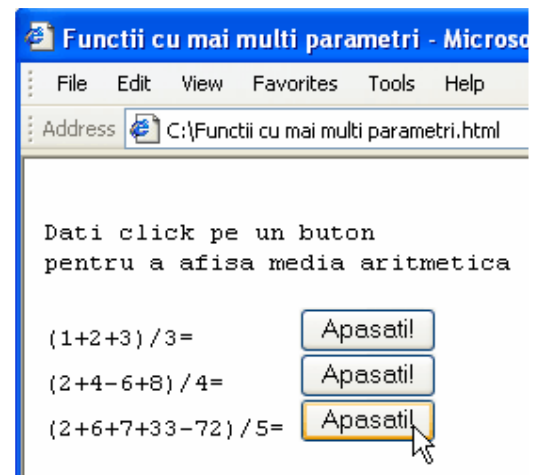 Functii cu mai multi parametri - Microso
File Edit View Favorites Tools Help
Address C:\Functii cu mai multi parametri.html
Dati click pe un buton
pentru a afisa media aritmetica
(1+2+3)/3= Apasati!
(2+4-6+8)/4= Apasati!
(2+6+7+33-72)/5= Apasati!